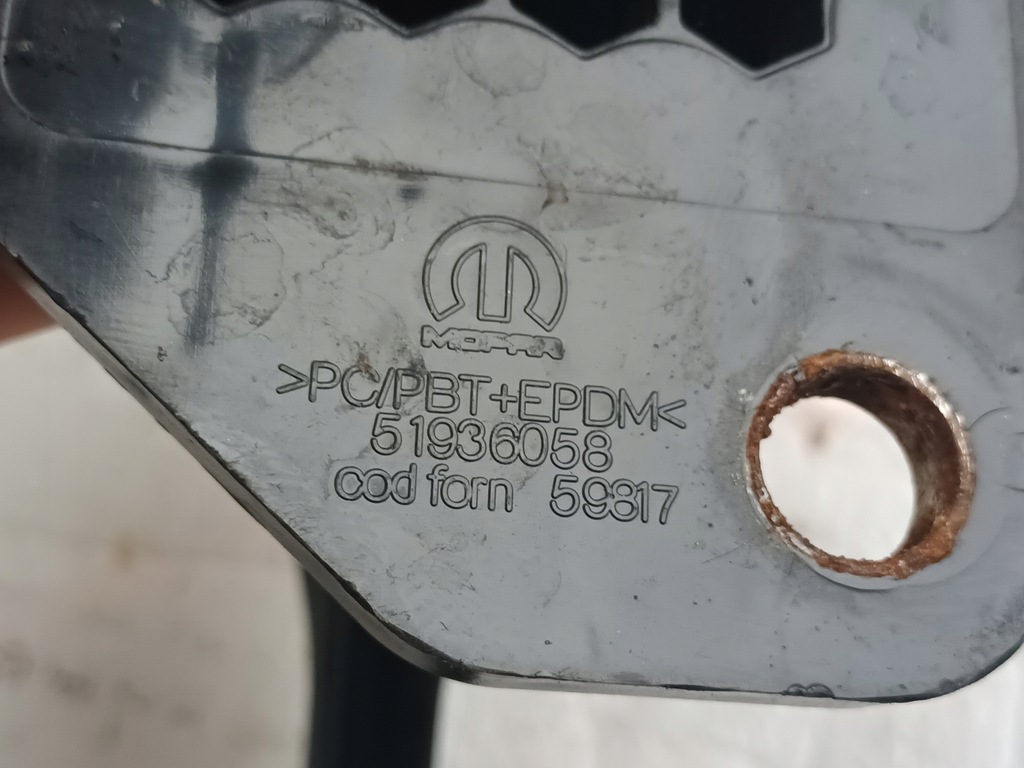 MOPAR
>PC/PBT+EPDM<
51936058
cod forn 59817